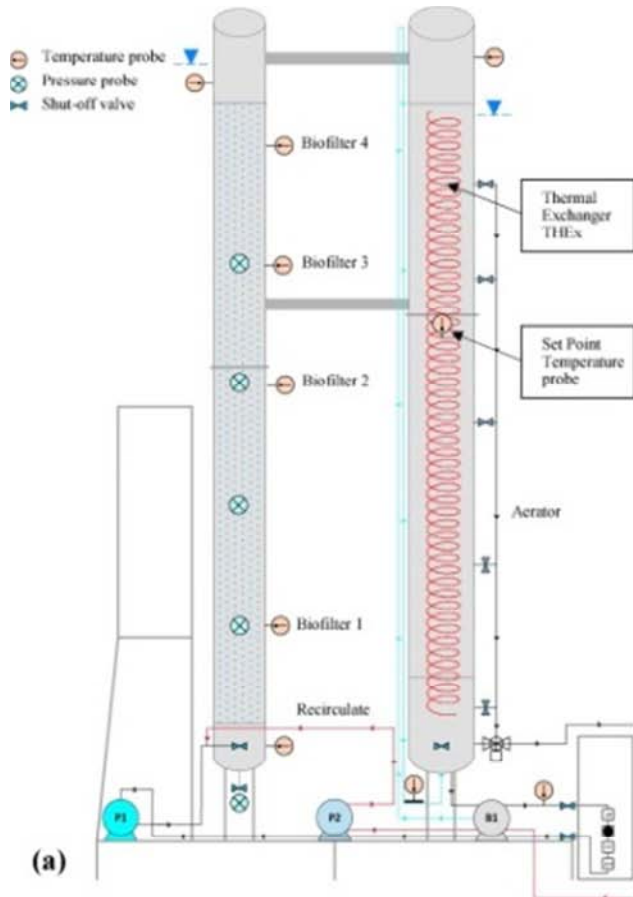 Temperature probe
Pressure probe
Shut-off valve
Biofilter 4
Thermal
Exchanger
THEx
Biofilter 3
Set Point
Temperature
probe
Biofilter 2
Aerator
Biofilter 1
Recirculate
P1
P2
B1
(a)